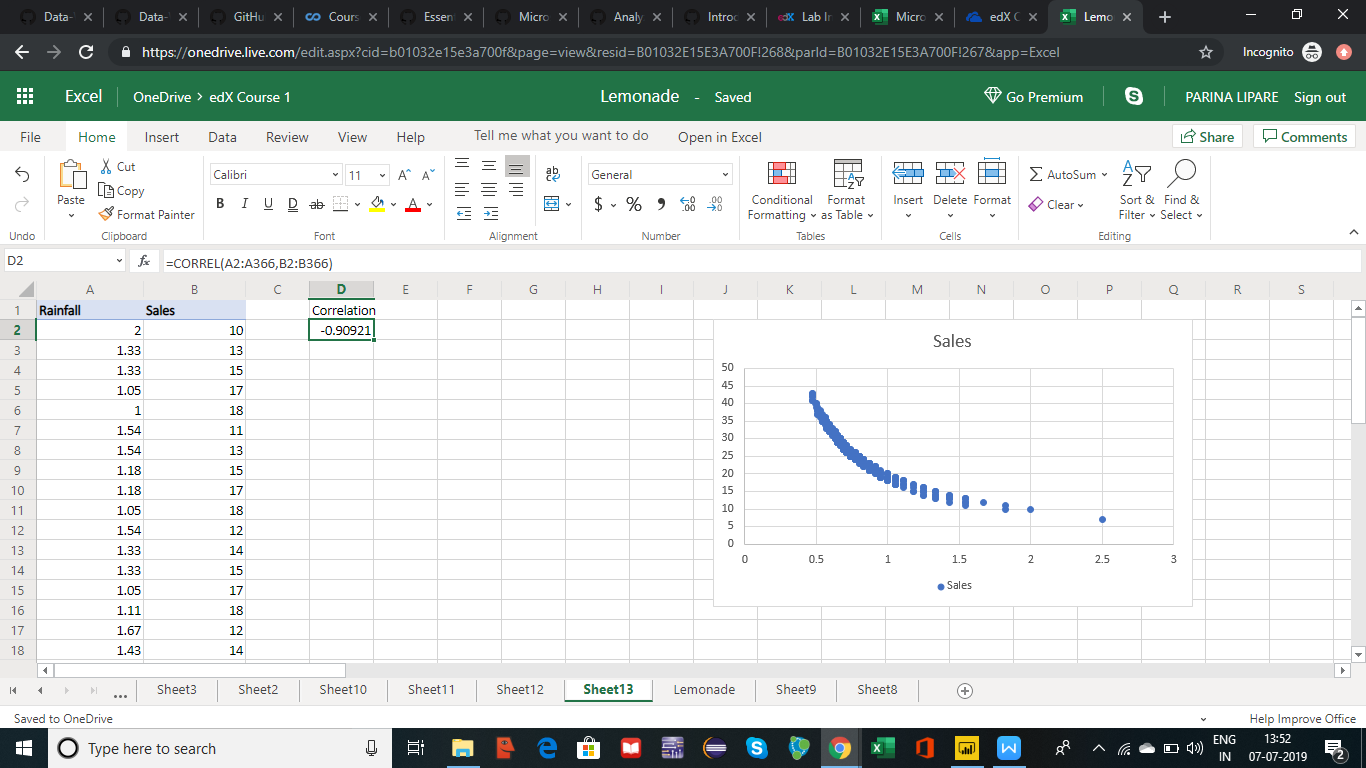 Data- Data- GitHu Cours Essen Micro Analy Introc edX Lab In Micro edX C Lemo
https://onedrive.live.com/edit.aspx?cid=b01032e15e3a700f&page=view&resid=B01032E15E3A700F!268&parId=B01032E15E3A700F!267&app=Excel Incognito
Excel OneDrive > edX Course 1 Lemonade - Saved Go Premium PARINA LIPARE Sign out
File Home Insert Data Review View Help Tell me what you want to do Open in Excel Share Comments
Cut
Copy
Format Painter
Paste
Calibri 11
B I U D ab
ab
General
$ % .00
Conditional Formatting
Format as Table
Insert Delete Format
AutoSum
Clear
Sort & Filter
Find & Select
Undo Clipboard Font Alignment Number Tables Cells Editing
D2 fx =CORREL(A2:A366,B2:B366)
A B C D E F G H I J K L M N O P Q R S
1 Rainfall Sales Correlation
2 2 10 -0.90921
3 1.33 13
4 1.33 15
5 1.05 17
6 1 18
7 1.54 11
8 1.54 13
9 1.18 15
10 1.18 17
11 1.05 18
12 1.54 12
13 1.33 14
14 1.33 15
15 1.05 17
16 1.11 18
17 1.67 12
18 1.43 14
Sales
50
45
40
35
30
25
20
15
10
5
0
0 0.5 1 1.5 2 2.5 3
Sales
... Sheet3 Sheet2 Sheet10 Sheet11 Sheet12 Sheet13 Lemonade Sheet9 Sheet8
Saved to OneDrive Help Improve Office
Type here to search
ENG
IN
13:52
07-07-2019
2